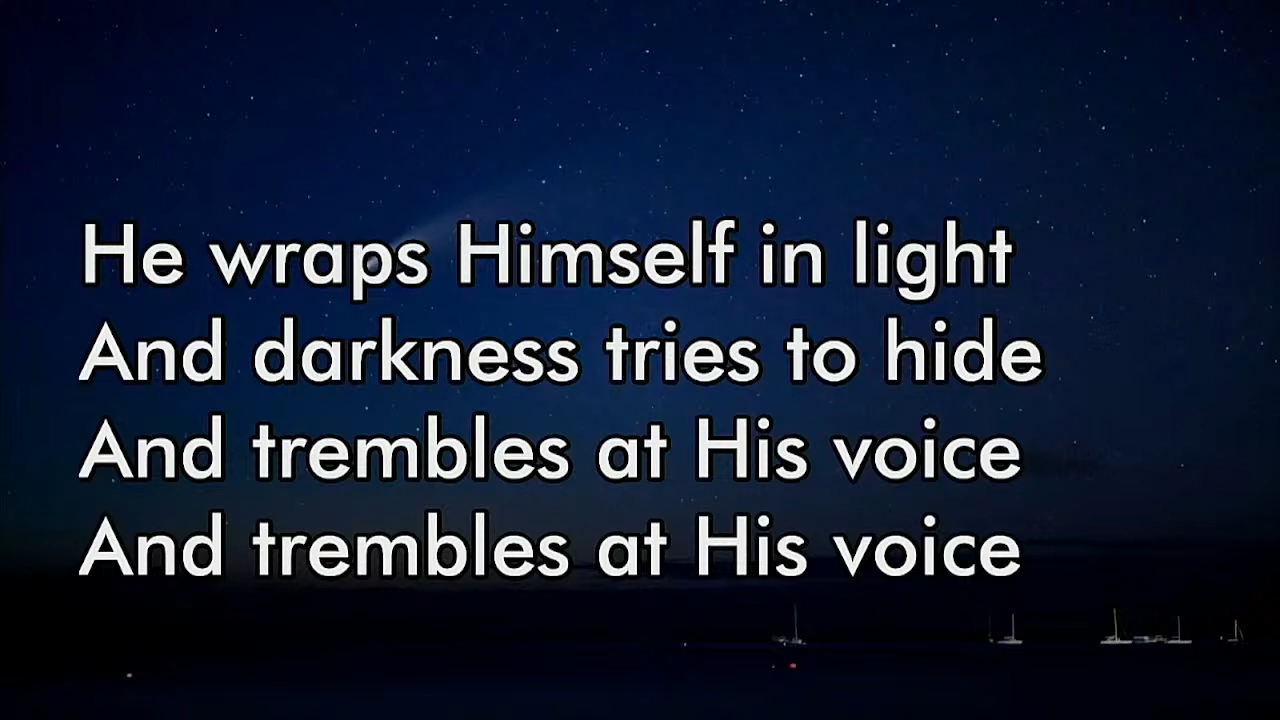 He wraps Himself in light
And darkness tries to hide
And trembles at His voice
And trembles at His voice